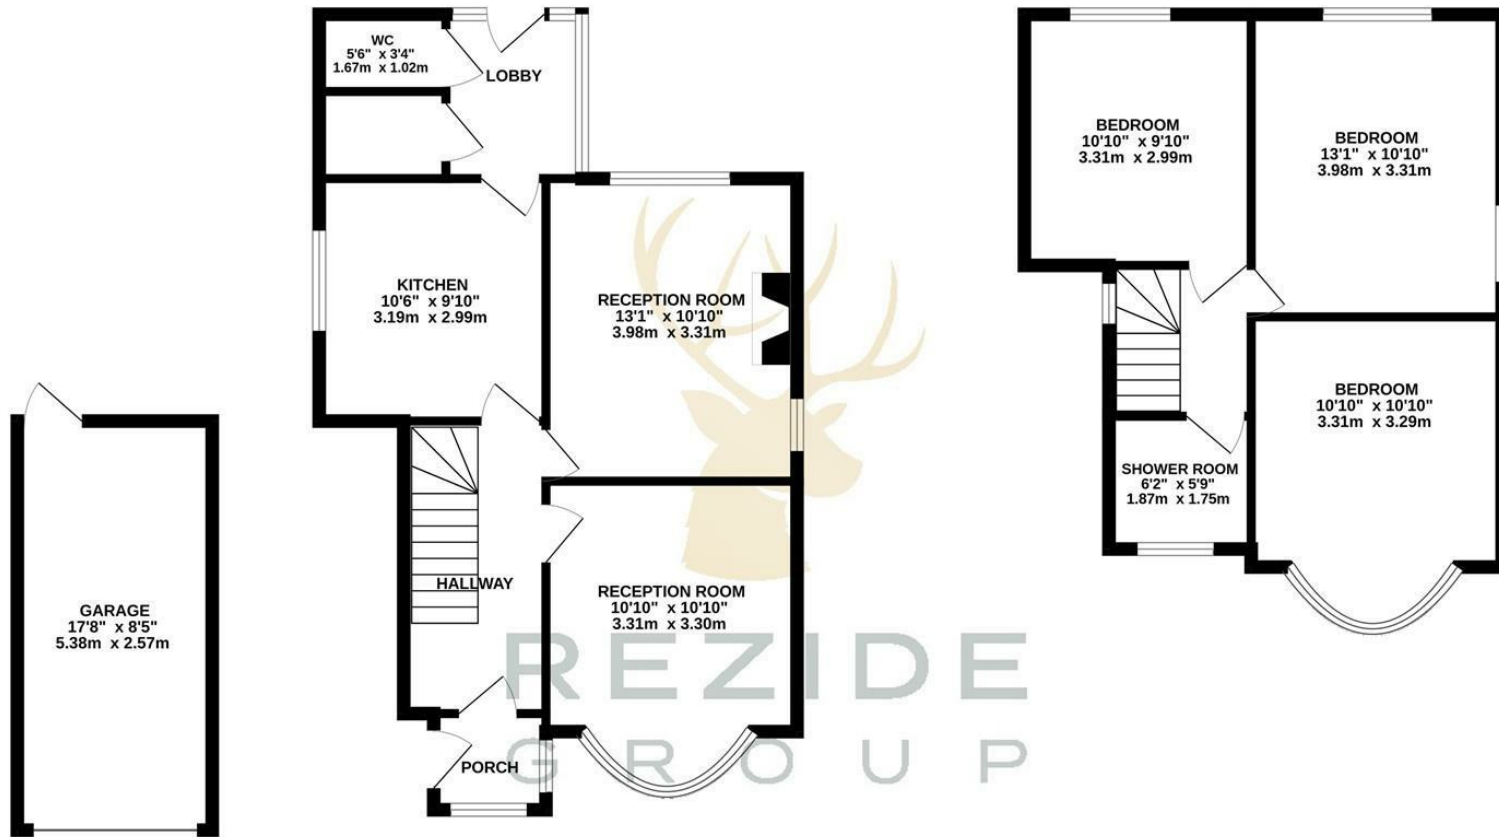 WC
5'6" x 3'4"
1.67m x 1.02m
LOBBY
KITCHEN
10'6" x 9'10"
3.19m x 2.99m
RECEPTION ROOM
13'1" x 10'10"
3.98m x 3.31m
HALLWAY
RECEPTION ROOM
10'10" x 10'10"
3.31m x 3.30m
PORCH
GARAGE
17'8" x 8'5"
5.38m x 2.57m
BEDROOM
10'10" x 9'10"
3.31m x 2.99m
BEDROOM
13'1" x 10'10"
3.98m x 3.31m
BEDROOM
10'10" x 10'10"
3.31m x 3.29m
SHOWER ROOM
6'2" x 5'9"
1.87m x 1.75m
REZIDE
GROUP